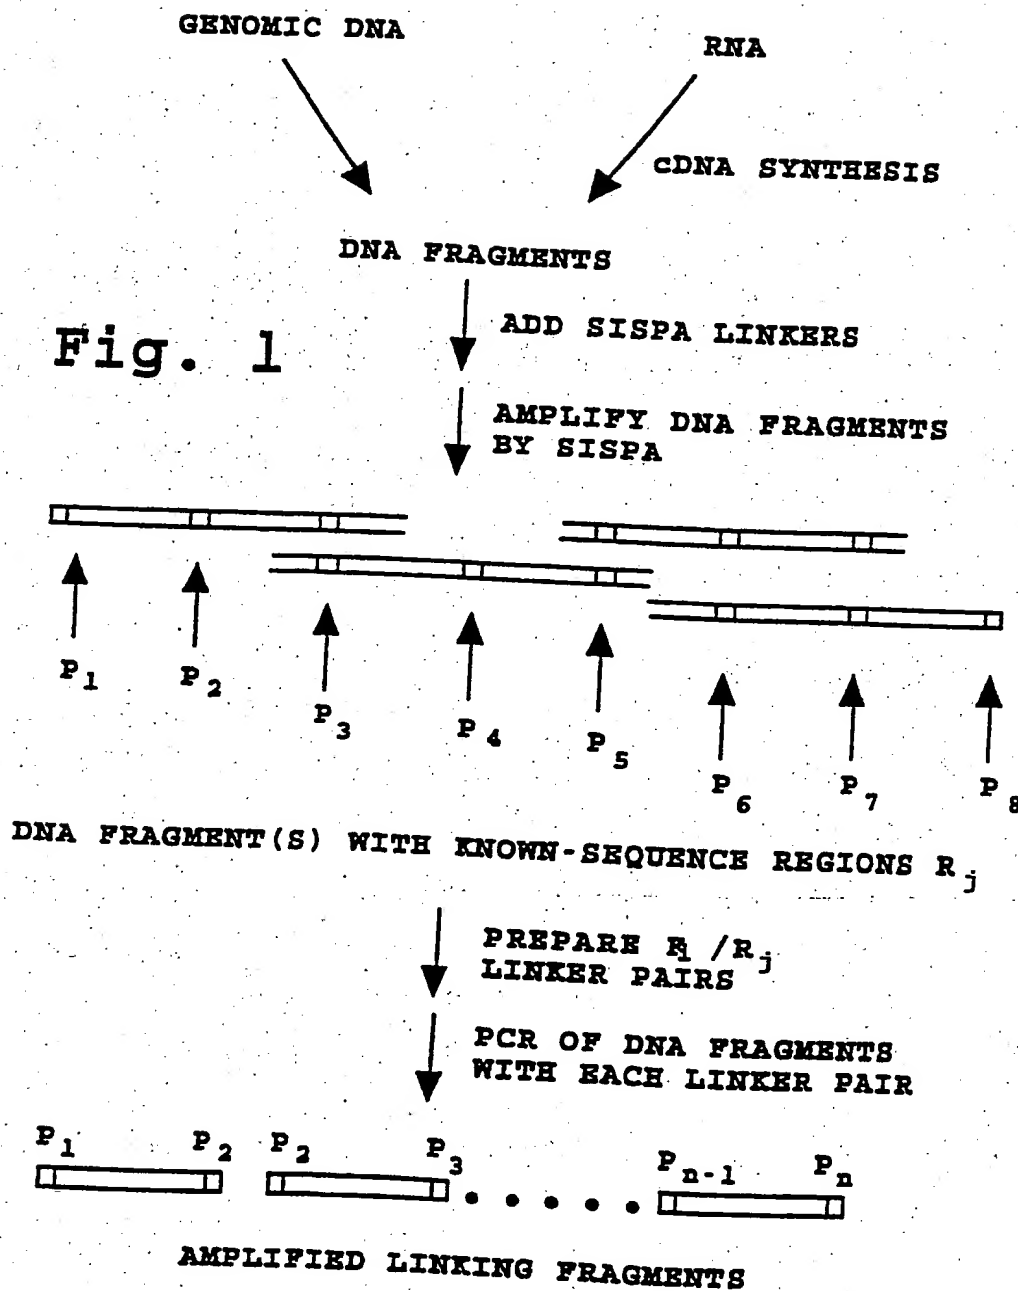 GENOMIC DNA
RNA
cDNA SYNTHESIS
DNA FRAGMENTS
ADD SISPA LINKERS
Fig. 1
AMPLIFY DNA FRAGMENTS
BY SISPA
P1
P2
P3
P4
P5
P6
P7
P8
DNA FRAGMENT(S) WITH KNOWN-SEQUENCE REGIONS Rj
PREPARE /Rj
LINKER PAIRS
PCR OF DNA FRAGMENTS
WITH EACH LINKER PAIR
P1 P2 P2 P3 Pn-1 Pn
AMPLIFIED LINKING FRAGMENTS